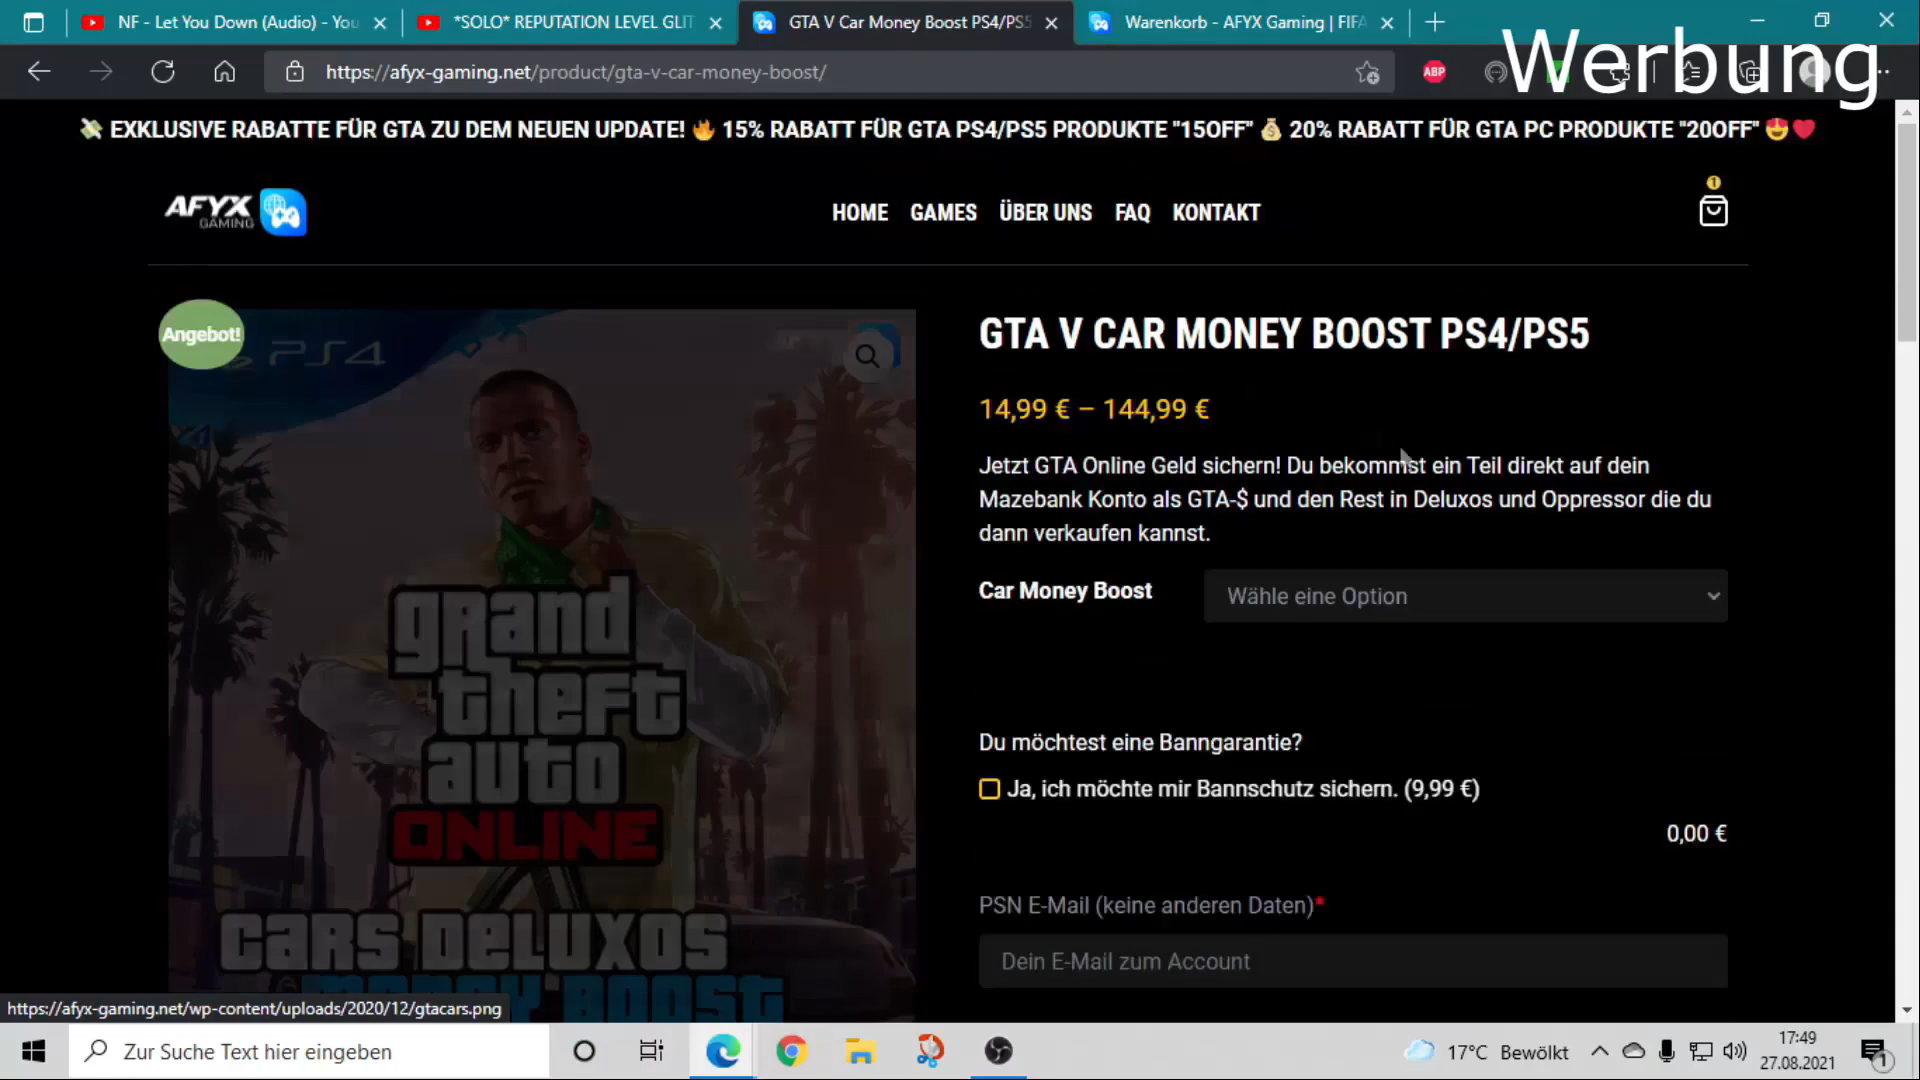 NF - Let You Down (Audio) - You
*SOLO* REPUTATION LEVEL GLIT
GTA V Car Money Boost PS4/PS5
Warenkorb - AFYX Gaming | FIFA
Werbung
https://afyx-gaming.net/product/gta-v-car-money-boost/
ABP
💸 EXKLUSIVE RABATTE FÜR GTA ZU DEM NEUEN UPDATE! 🔥 15% RABATT FÜR GTA PS4/PS5 PRODUKTE "15OFF" 💰 20% RABATT FÜR GTA PC PRODUKTE "20OFF" 😍❤️
AFYX
GAMING
HOME GAMES ÜBER UNS FAQ KONTAKT
1
Angebot!
PS4
GTA V CAR MONEY BOOST PS4/PS5
14,99 € – 144,99 €
Jetzt GTA Online Geld sichern! Du bekommst ein Teil direkt auf dein
Mazebank Konto als GTA-$ und den Rest in Deluxos und Oppressor die du
dann verkaufen kannst.
Car Money Boost
Wähle eine Option
grand
theft
auto
ONLINE
CARS DELUXOS
MONEY BOOST
Du möchtest eine Banngarantie?
Ja, ich möchte mir Bannschutz sichern. (9,99 €)
0,00 €
PSN E-Mail (keine anderen Daten)*
Dein E-Mail zum Account
https://afyx-gaming.net/wp-content/uploads/2020/12/gtacars.png
Zur Suche Text hier eingeben
17°C Bewölkt
17:49
27.08.2021
1